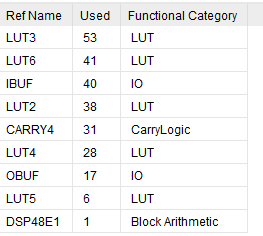 Ref Name Used Functional Category
LUT3 53 LUT
LUT6 41 LUT
IBUF 40 IO
LUT2 38 LUT
CARRY4 31 CarryLogic
LUT4 28 LUT
OBUF 17 IO
LUT5 6 LUT
DSP48E1 1 Block Arithmetic